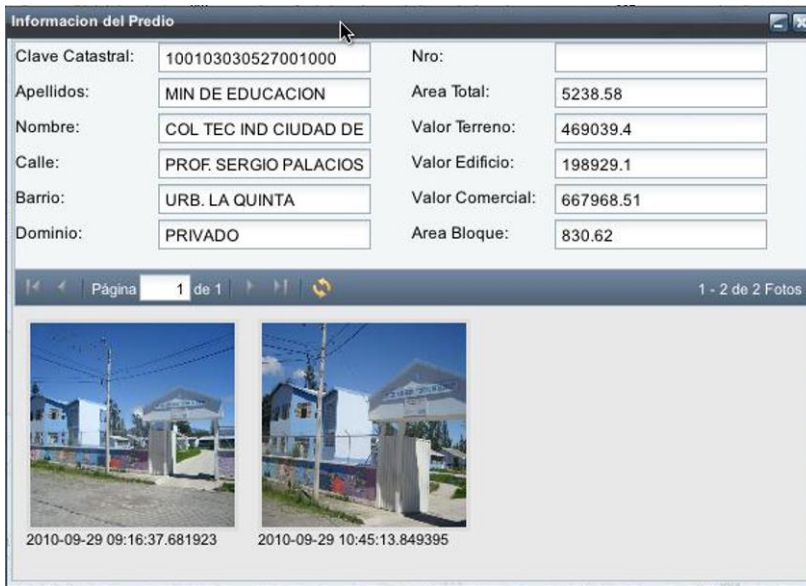 Informacion del Predio
Clave Catastral: 100103030527001000 Nro:
Apellidos: MIN DE EDUCACION Area Total: 5238.58
Nombre: COL TEC IND CIUDAD DE Valor Terreno: 469039.4
Calle: PROF. SERGIO PALACIOS Valor Edificio: 198929.1
Barrio: URB. LA QUINTA Valor Comercial: 667968.51
Dominio: PRIVADO Area Bloque: 830.62
Página 1 de 1 1 - 2 de 2 Fotos
2010-09-29 09:16:37.681923 2010-09-29 10:45:13.849395